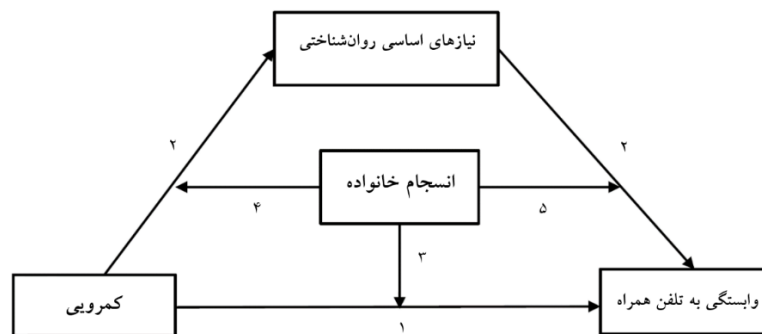 نیازهای اساسی روان‌شناختی
۲
۲
انسجام خانواده
۴
۵
۳
کمرویی
وابستگی به تلفن همراه
۱